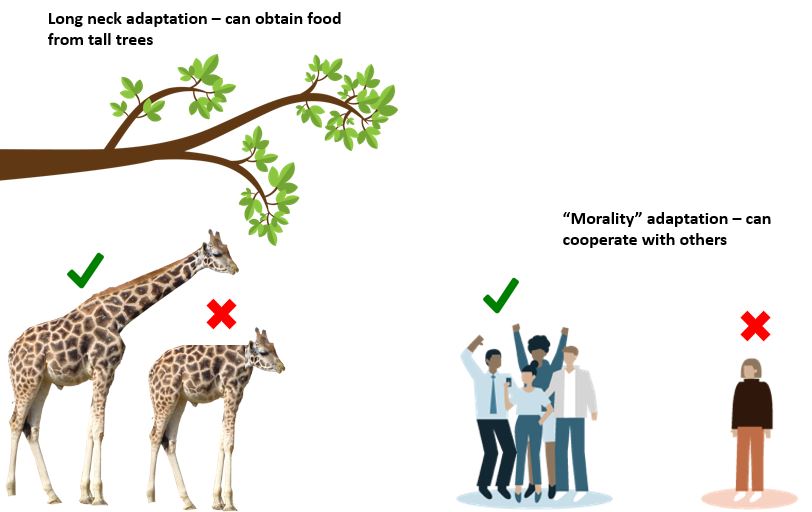 Long neck adaptation – can obtain food
from tall trees
“Morality” adaptation – can
cooperate with others